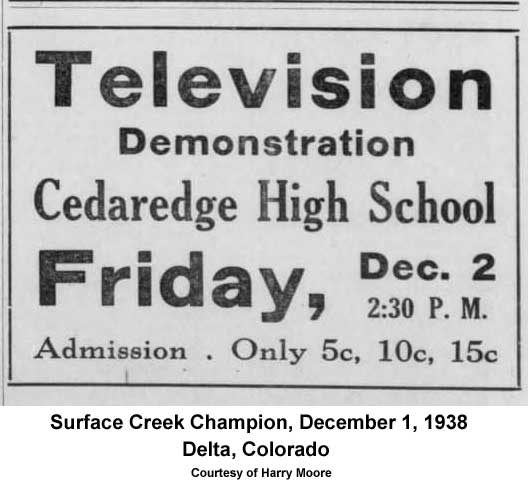 Television
Demonstration
Cedaredge High School
Friday, Dec. 2
2:30 P. M.
Admission . Only 5c, 10c, 15c
Surface Creek Champion, December 1, 1938
Delta, Colorado
Courtesy of Harry Moore